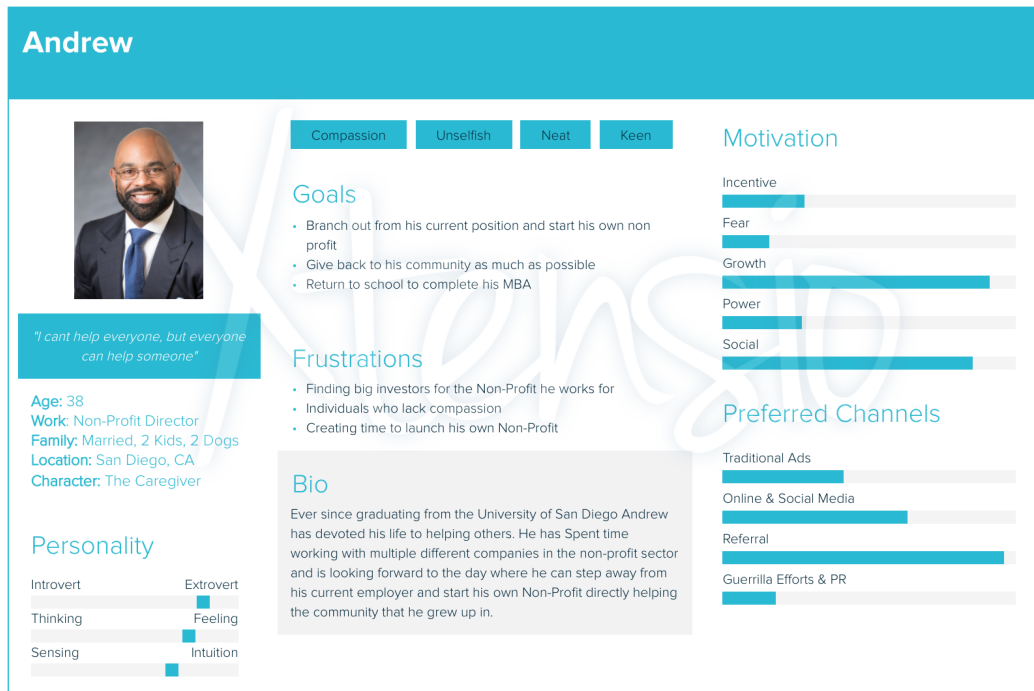 Andrew
"I cant help everyone, but everyone
can help someone"
Age: 38
Work: Non-Profit Director
Family: Married, 2 Kids, 2 Dogs
Location: San Diego, CA
Character: The Caregiver
Personality
Introvert Extrovert
Thinking Feeling
Sensing Intuition
Compassion Unselfish Neat Keen
Goals
• Branch out from his current position and start his own non
profit
• Give back to his community as much as possible
• Return to school to complete his MBA
Frustrations
• Finding big investors for the Non-Profit he works for
• Individuals who lack compassion
• Creating time to launch his own Non-Profit
Bio
Ever since graduating from the University of San Diego Andrew
has devoted his life to helping others. He has Spent time
working with multiple different companies in the non-profit sector
and is looking forward to the day where he can step away from
his current employer and start his own Non-Profit directly helping
the community that he grew up in.
Motivation
Incentive
Fear
Growth
Power
Social
Preferred Channels
Traditional Ads
Online & Social Media
Referral
Guerrilla Efforts & PR
Xtensio